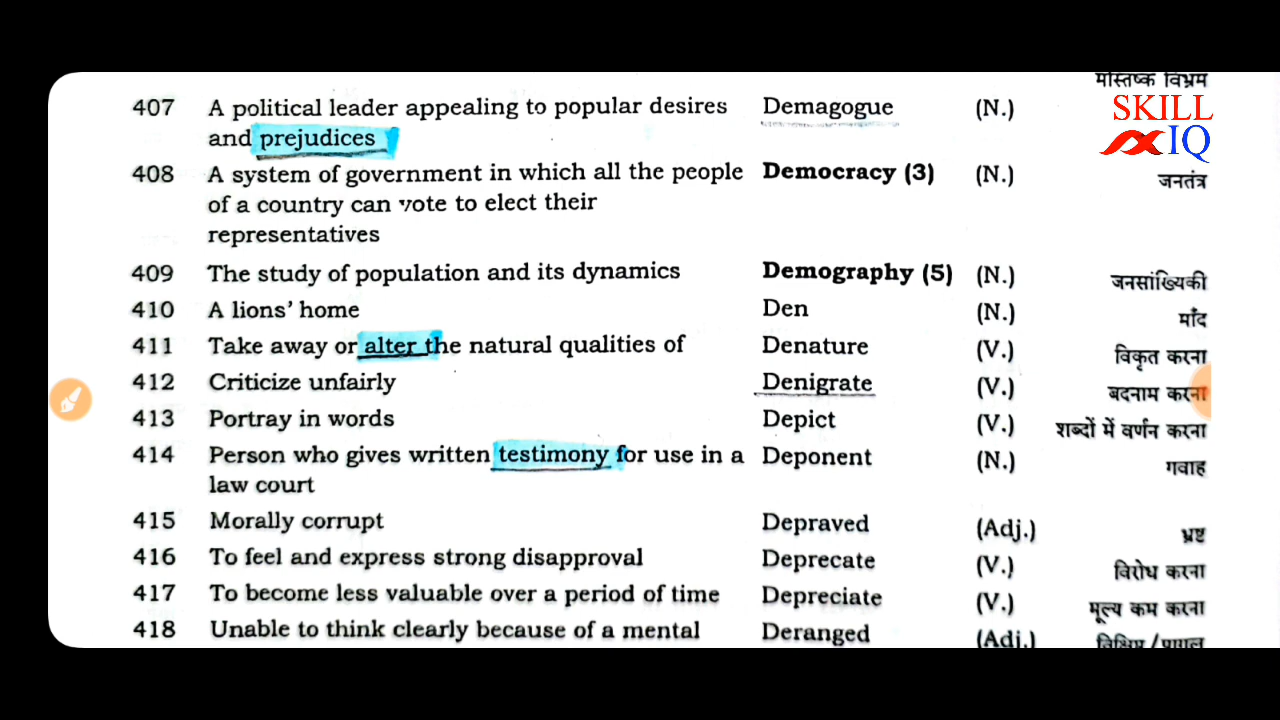 मस्तिष्क विभ्रम
SKILL
IQ
407 A political leader appealing to popular desires Demagogue (N.)
and prejudices
408 A system of government in which all the people Democracy (3) (N.) जनतंत्र
of a country can vote to elect their
representatives
409 The study of population and its dynamics Demography (5) (N.) जनसांख्यिकी
410 A lions' home Den (N.) माँद
411 Take away or alter the natural qualities of Denature (V.) विकृत करना
412 Criticize unfairly Denigrate (V.) बदनाम करना
413 Portray in words Depict (V.) शब्दों में वर्णन करना
414 Person who gives written testimony for use in a Deponent (N.) गवाह
law court
415 Morally corrupt Depraved (Adj.) भ्रष्ट
416 To feel and express strong disapproval Deprecate (V.) विरोध करना
417 To become less valuable over a period of time Depreciate (V.) मूल्य कम करना
418 Unable to think clearly because of a mental Deranged (Adj.) विक्षिप्त/पागल